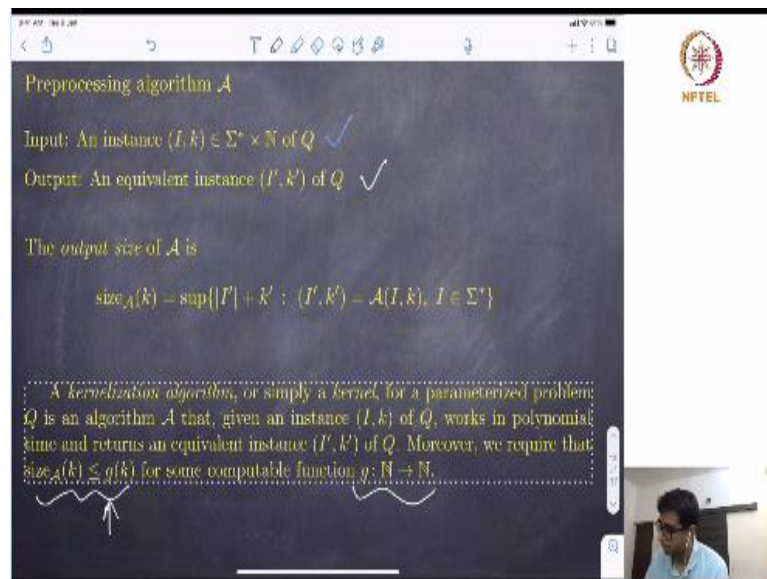 NPTEL
Preprocessing algorithm 𝒜
Input: An instance (I, k) ∈ Σ* × ℕ of Q
Output: An equivalent instance (I′, k′) of Q
The output size of 𝒜 is
size_𝒜(k) = sup{|I′| + k′ : (I′, k′) = 𝒜(I, k), I ∈ Σ*}
A kernelization algorithm, or simply a kernel, for a parameterized problem
Q is an algorithm 𝒜 that, given an instance (I, k) of Q, works in polynomial
time and returns an equivalent instance (I′, k′) of Q. Moreover, we require that
size_𝒜(k) ≤ g(k) for some computable function g: ℕ → ℕ.